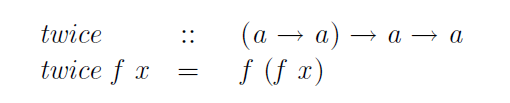 twice :: (a → a) → a → a
twice f x = f (f x)